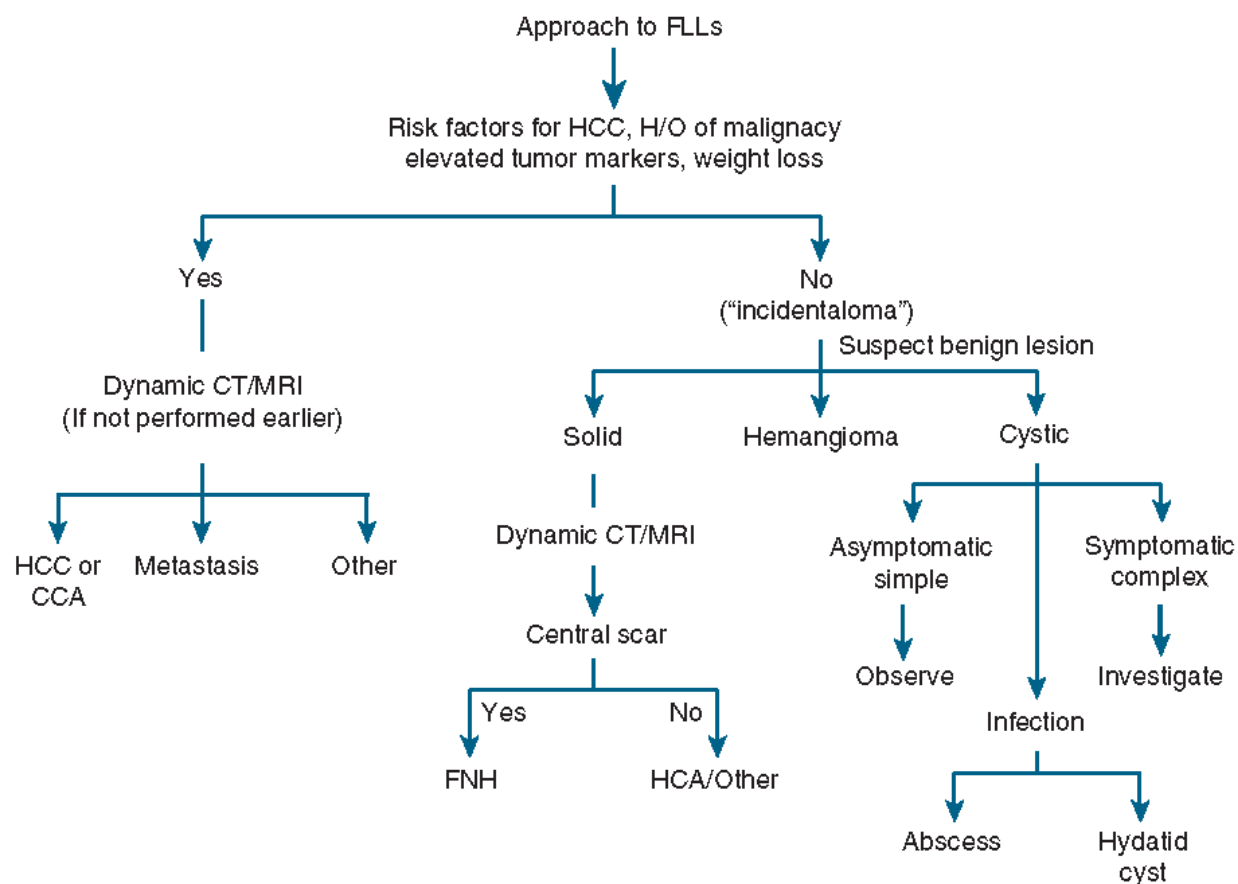 Approach to FLLs
Risk factors for HCC, H/O of malignacy
elevated tumor markers, weight loss
Yes
No
(“incidentaloma”)
Suspect benign lesion
Dynamic CT/MRI
(If not performed earlier)
Solid
Hemangioma
Cystic
HCC or
CCA
Metastasis
Other
Dynamic CT/MRI
Asymptomatic
simple
Symptomatic
complex
Central scar
Observe
Investigate
Yes
No
Infection
FNH
HCA/Other
Abscess
Hydatid
cyst